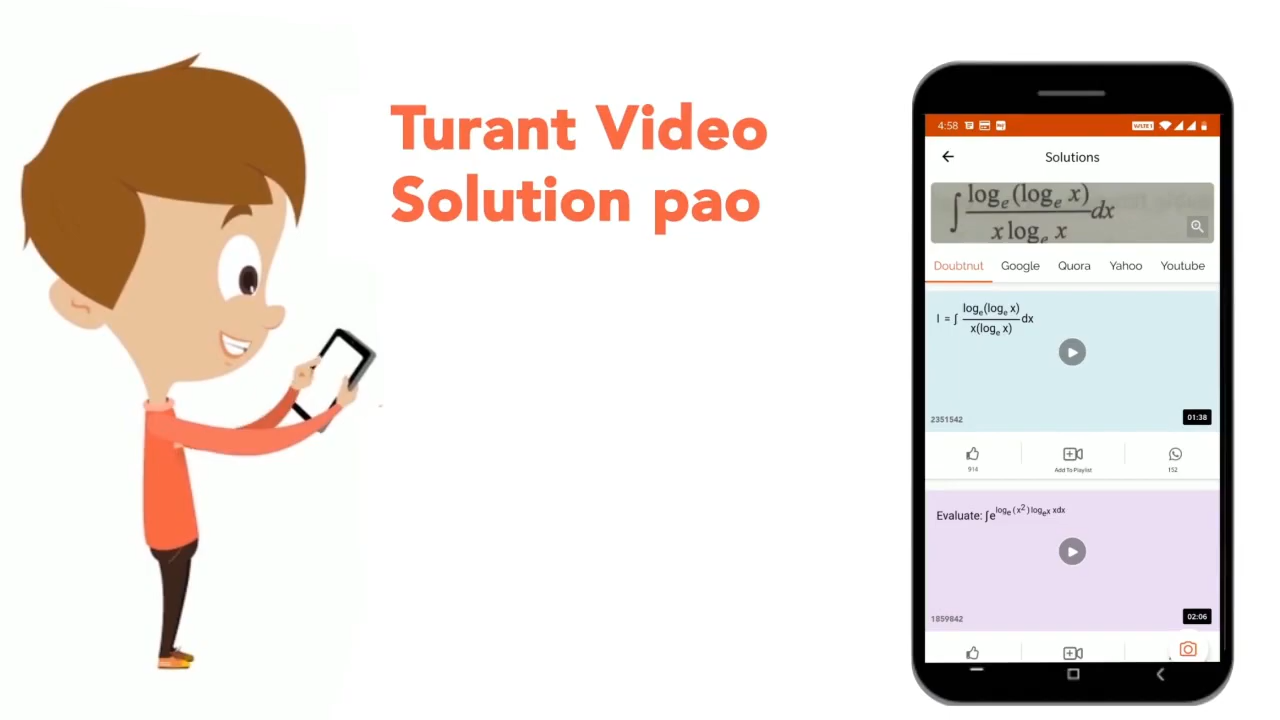 Turant Video
Solution pao
4:58
VoLTE1
Solutions
∫ logₑ(logₑ x) / x logₑ x dx
Doubtnut Google Quora Yahoo Youtube
I = ∫ logₑ(logₑ x) / x(logₑ x) dx
2351542 01:38
914 Add To Playlist 152
Evaluate: ∫e^logₑ(x²)logₑx xdx
1859842 02:06